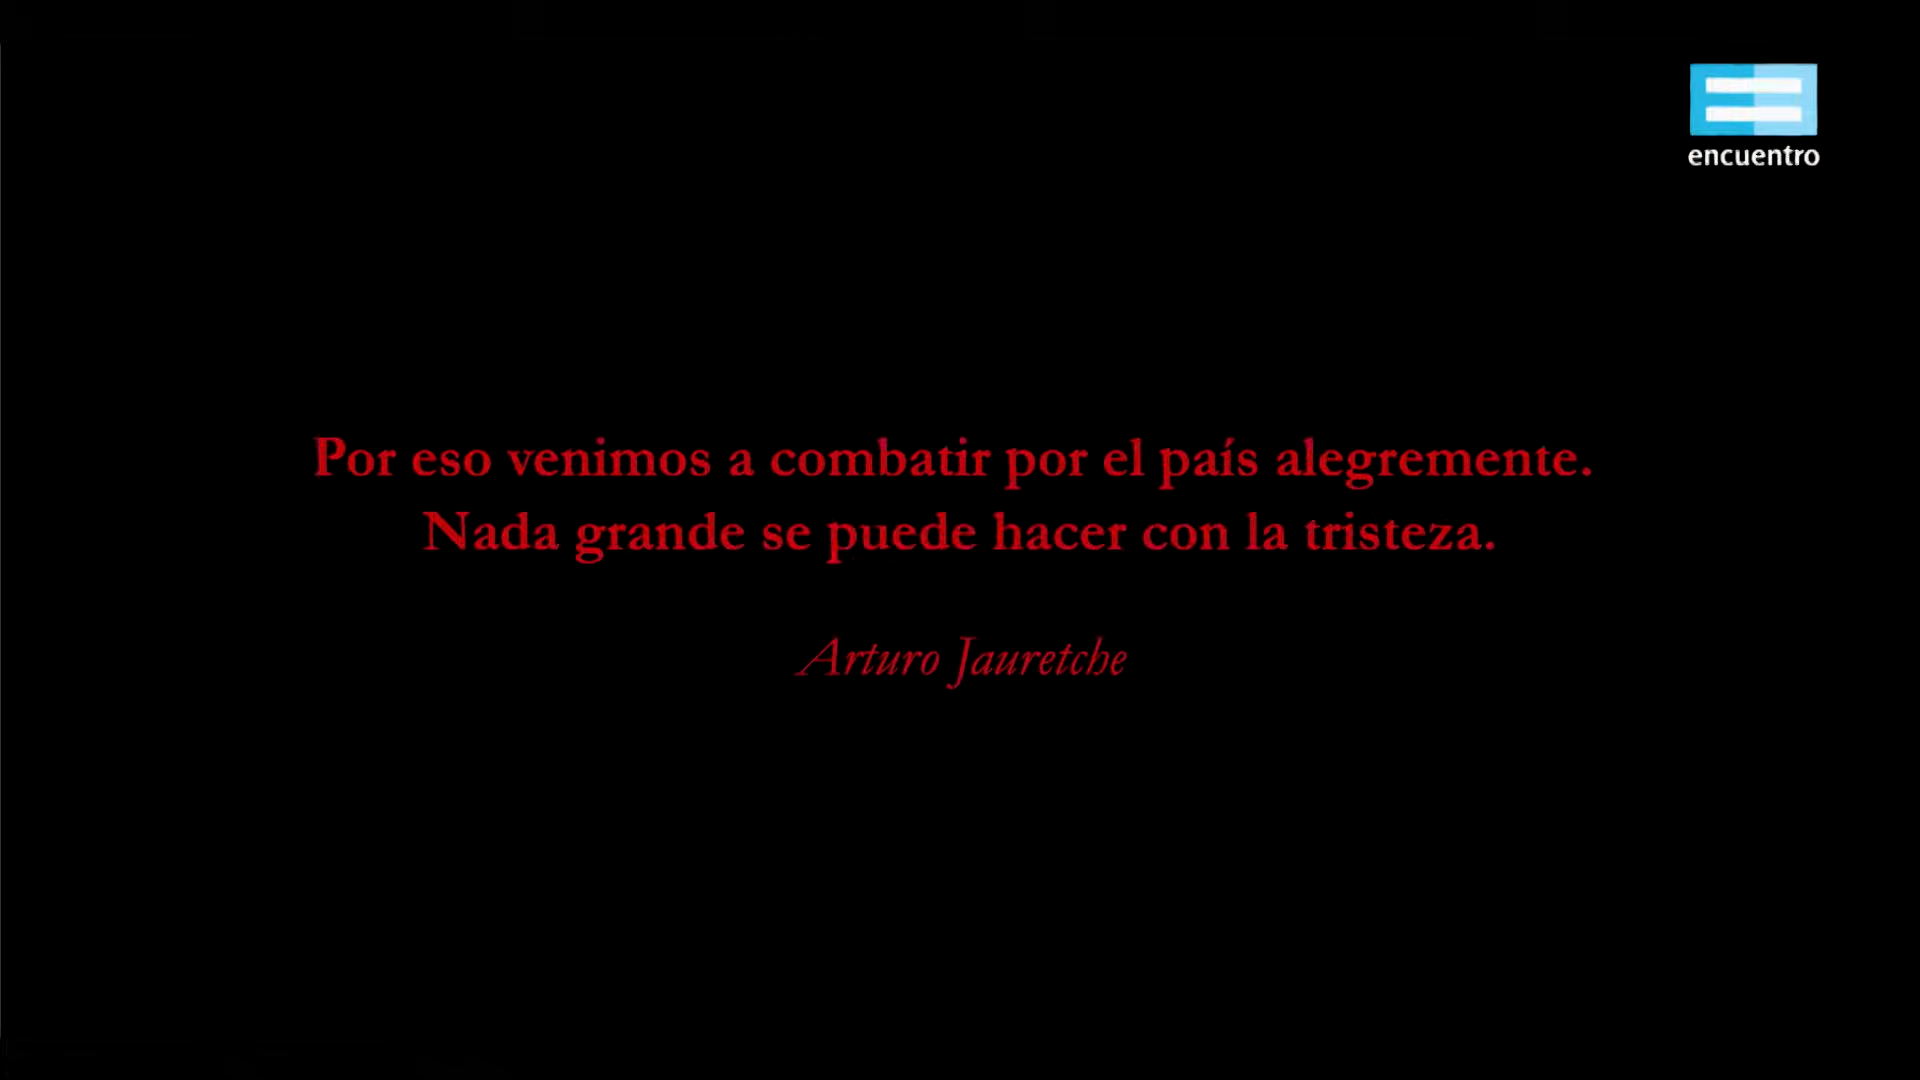 encuentro
Por eso venimos a combatir por el país alegremente.
Nada grande se puede hacer con la tristeza.
Arturo Jauretche